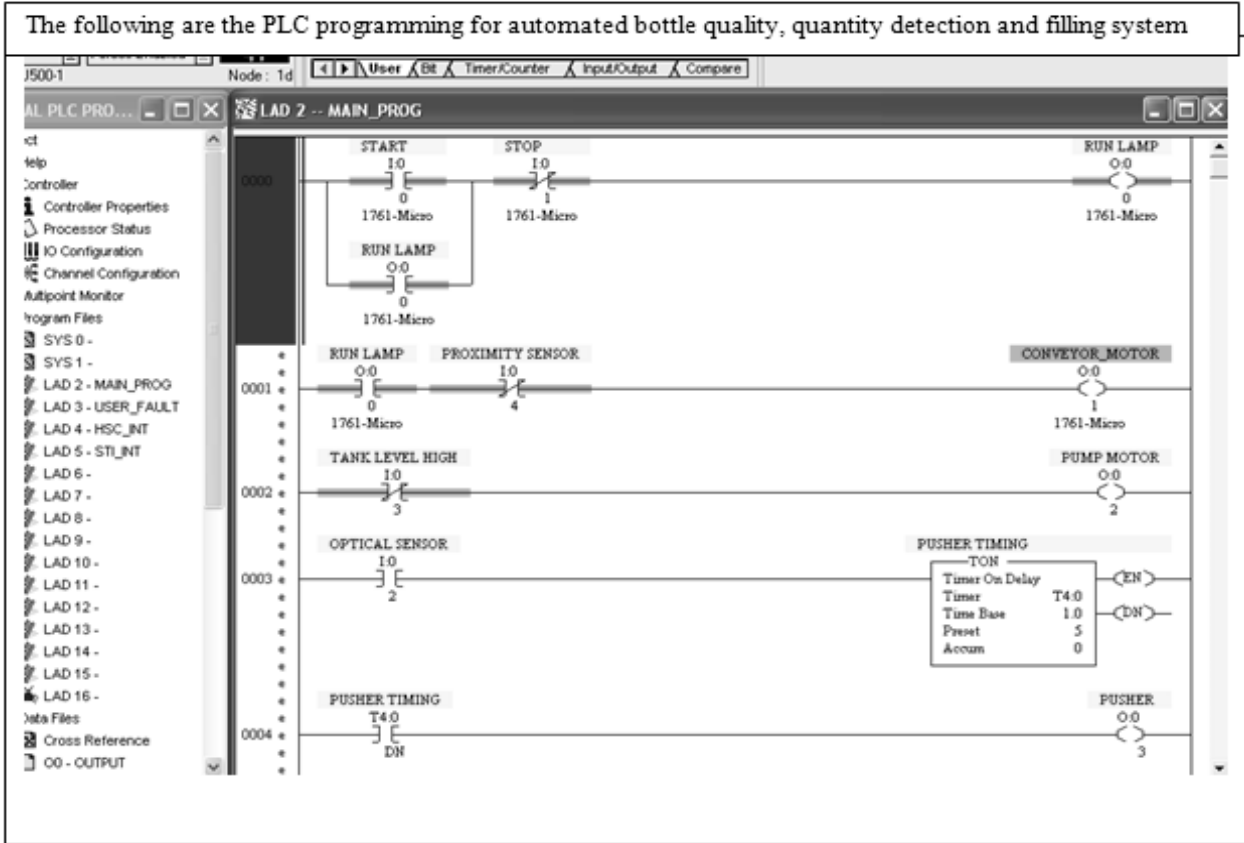 The following are the PLC programming for automated bottle quality, quantity detection and filling system
J500-1
Node : 1d
User Bit Timer/Counter Input/Output Compare
AL PLC PRO...
LAD 2 -- MAIN_PROG
ct
Help
Controller
Controller Properties
Processor Status
IO Configuration
Channel Configuration
Multipoint Monitor
Program Files
SYS 0 -
SYS 1 -
LAD 2 - MAIN_PROG
LAD 3 - USER_FAULT
LAD 4 - HSC_INT
LAD 5 - STI_INT
LAD 6 -
LAD 7 -
LAD 8 -
LAD 9 -
LAD 10 -
LAD 11 -
LAD 12 -
LAD 13 -
LAD 14 -
LAD 15 -
LAD 16 -
Data Files
Cross Reference
O0 - OUTPUT
START STOP RUN LAMP
I:0 I:0 O:0
0000
0 1 0
1761-Micro 1761-Micro 1761-Micro
RUN LAMP
O:0
0
1761-Micro
RUN LAMP PROXIMITY SENSOR CONVEYOR_MOTOR
O:0 I:0 O:0
0001
0 4 1
1761-Micro 1761-Micro
TANK LEVEL HIGH PUMP MOTOR
I:0 O:0
0002
3 2
OPTICAL SENSOR PUSHER TIMING
I:0 TON
0003
2
Timer On Delay EN
Timer T4:0
Time Base 1.0 DN
Preset 5
Accum 0
PUSHER TIMING PUSHER
T4:0 O:0
0004
DN 3